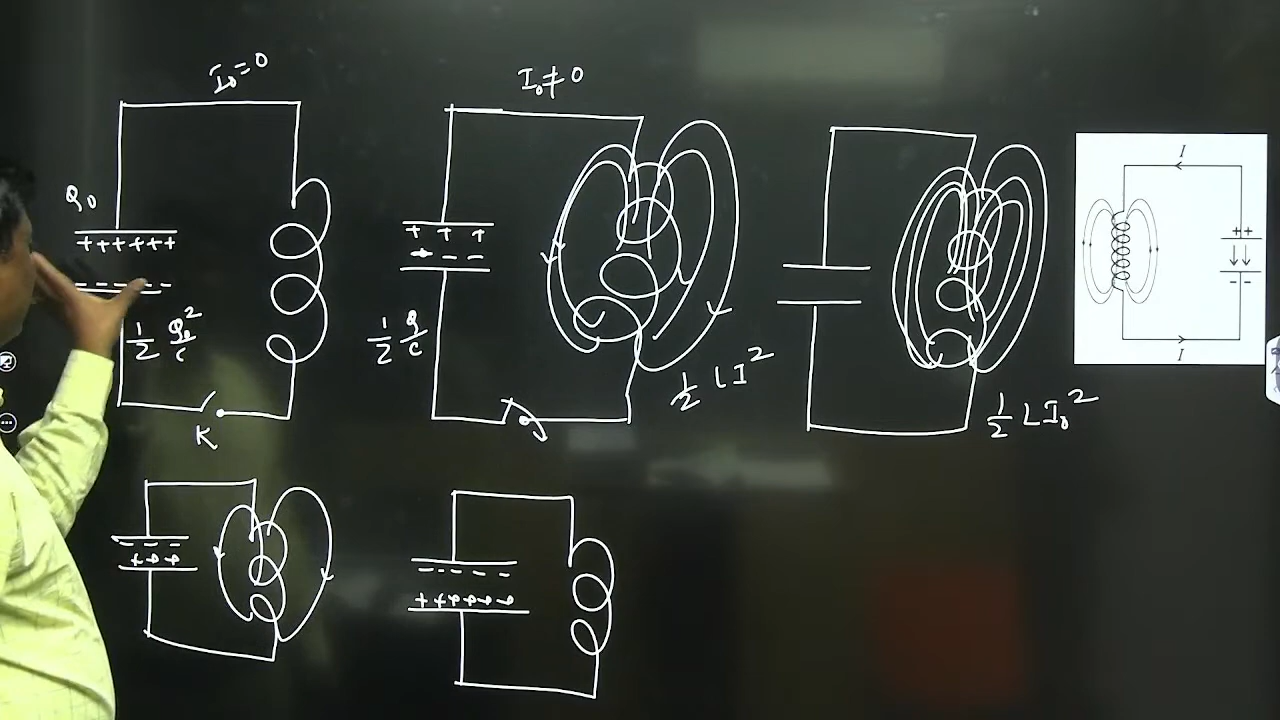 I₀ = 0
Q₀
+ + + + + +
- - - - - -
1/2 Q₀²/C
K
I₀ ≠ 0
+ + +
- - -
1/2 Q/C
1/2 LI²
1/2 LI₀²
I
+ +
- -
I
- - -
+ + +
- - - - -
+ + + + + +